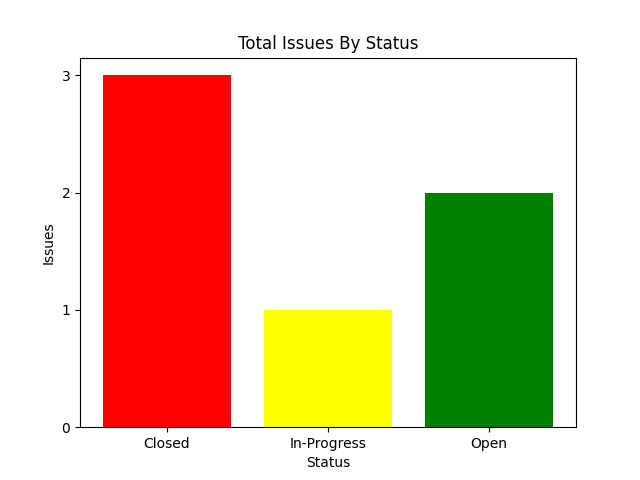 Total Issues By Status
3
2
1
0
Issues
Closed In-Progress Open
Status